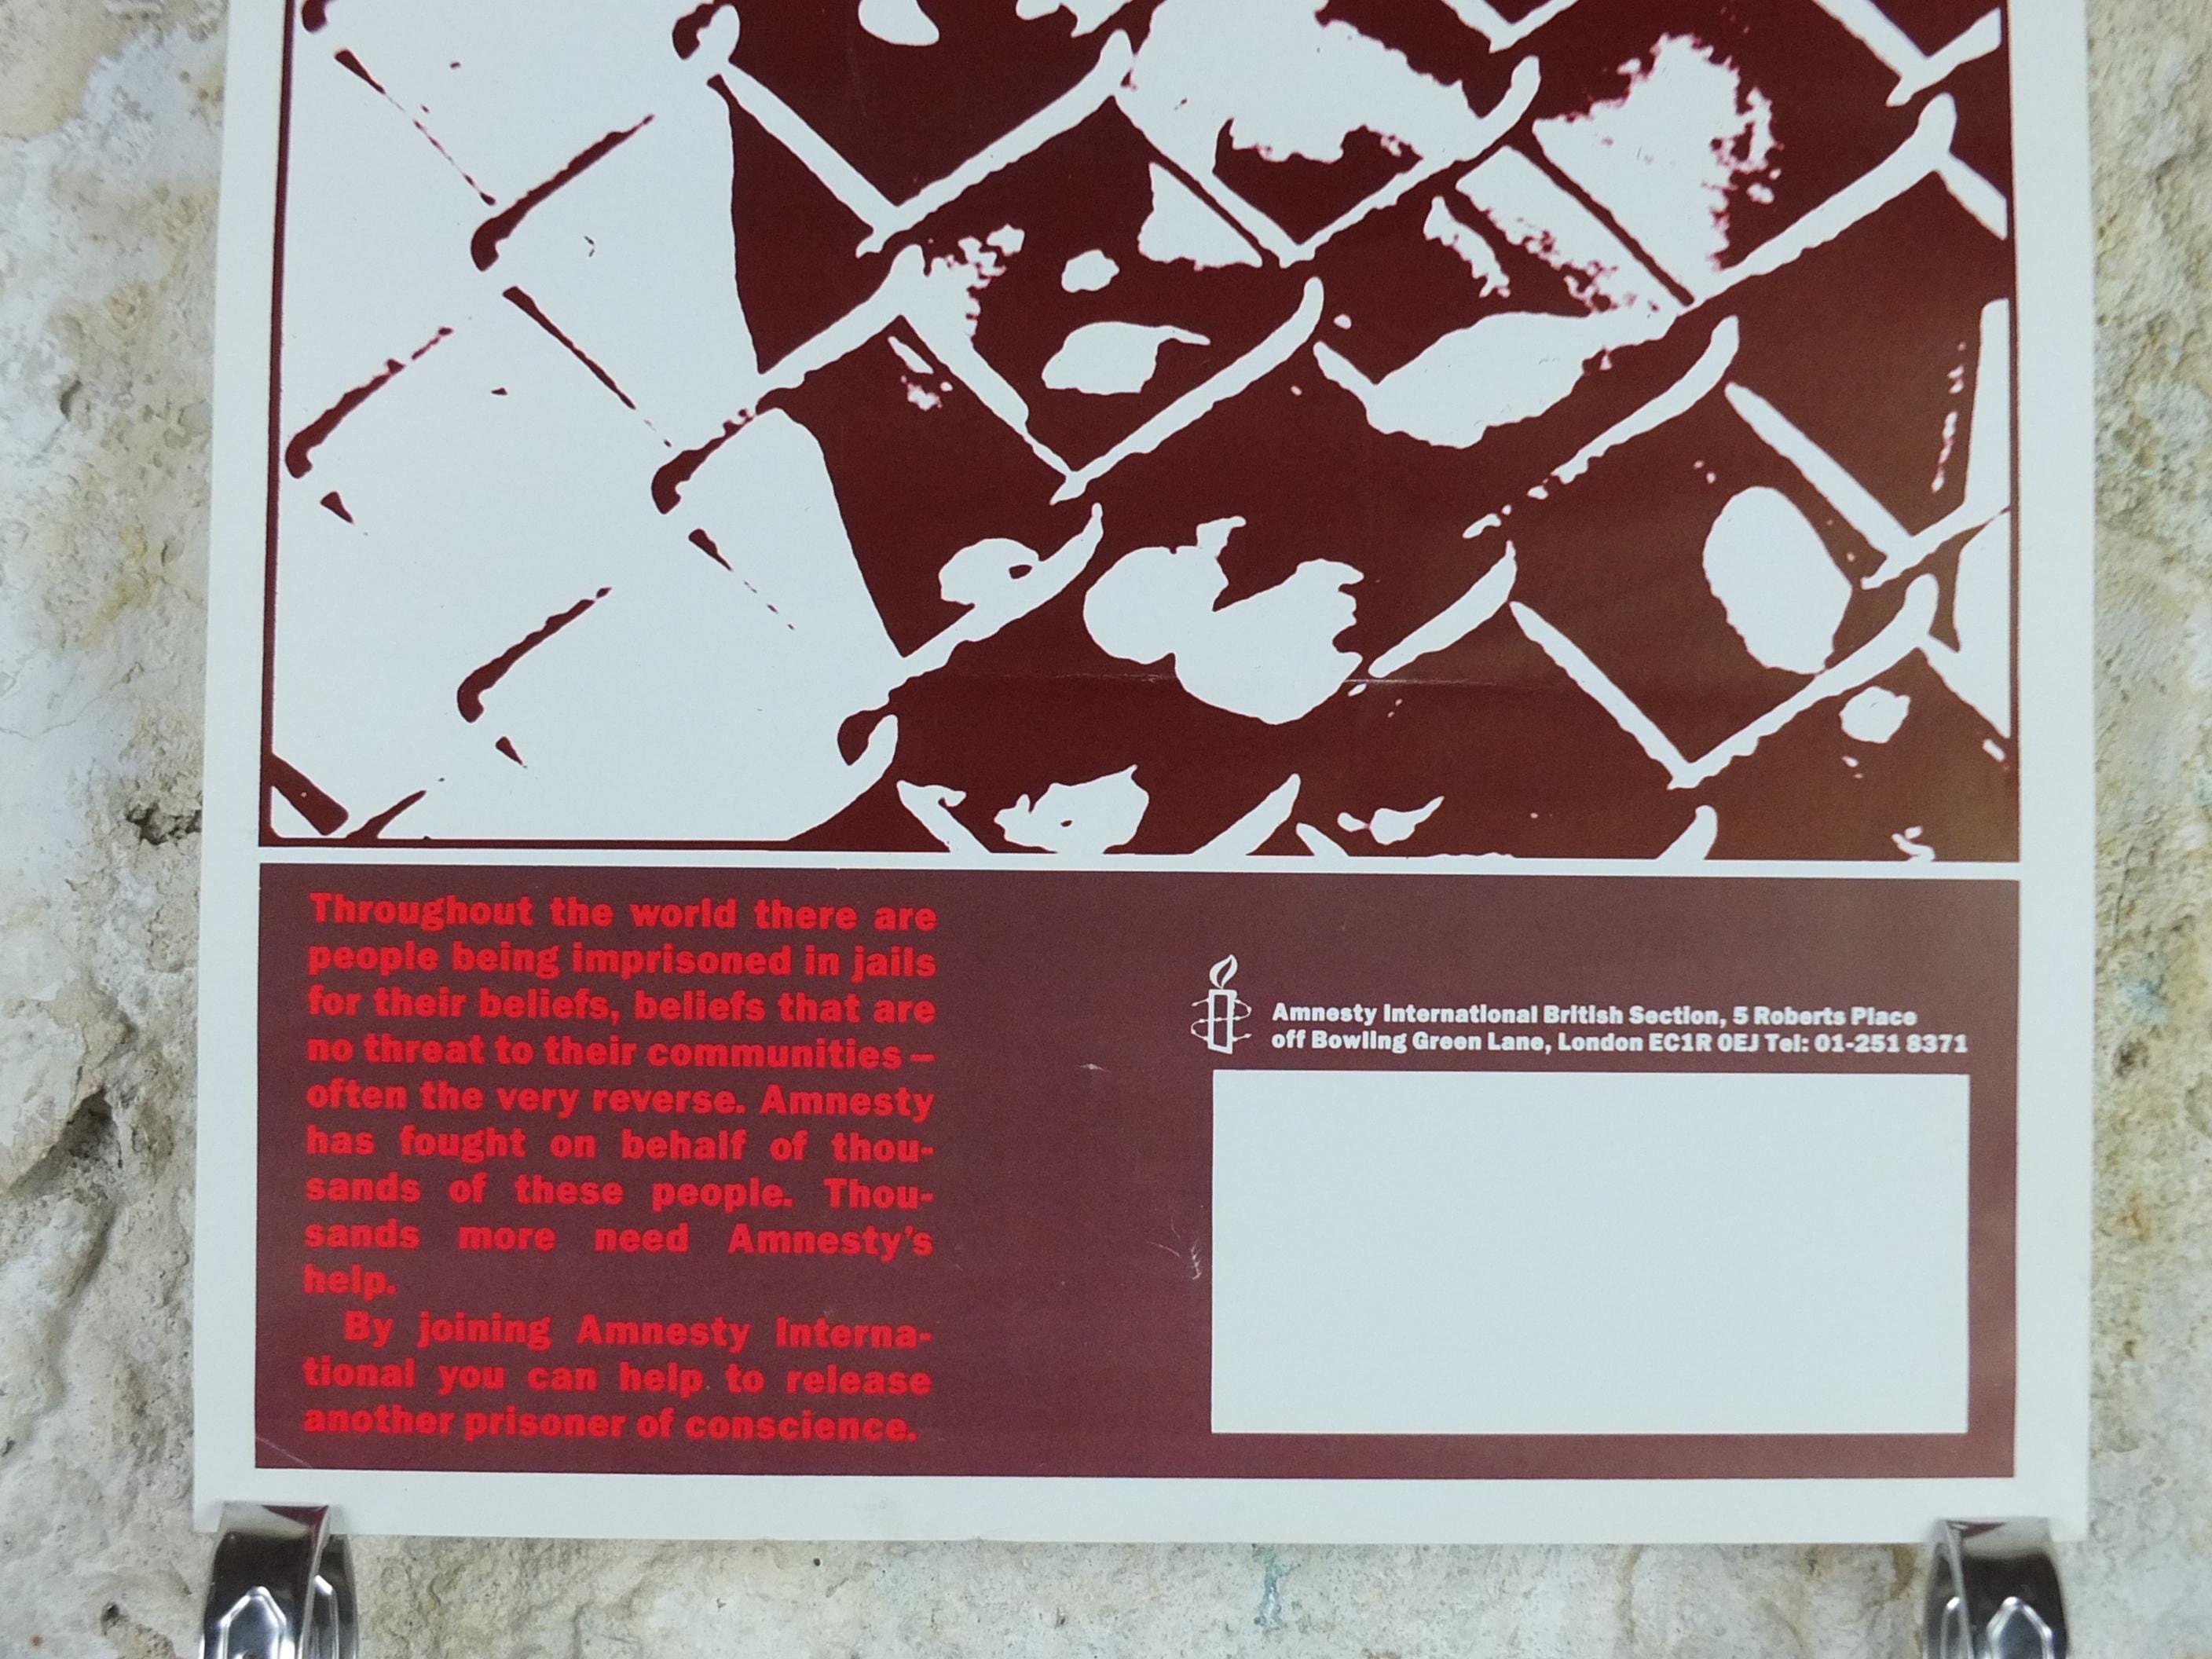 Throughout the world there are
people being imprisoned in jails
for their beliefs, beliefs that are
no threat to their communities –
often the very reverse. Amnesty
has fought on behalf of thou-
sands of these people. Thou-
sands more need Amnesty's
help.
By joining Amnesty Interna-
tional you can help to release
another prisoner of conscience.
Amnesty International British Section, 5 Roberts Place
off Bowling Green Lane, London EC1R 0EJ Tel: 01-251 8371